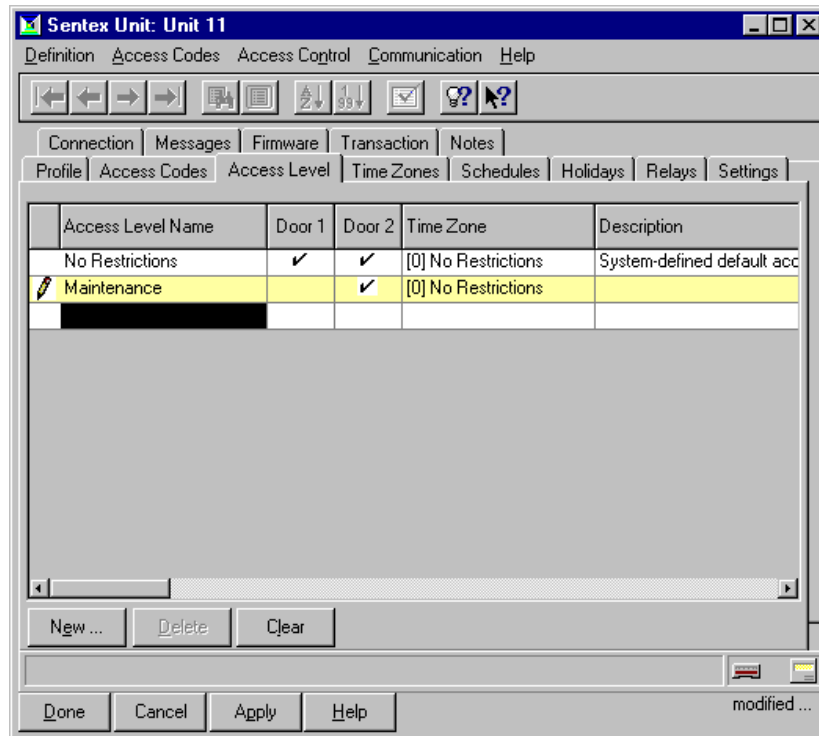 Sentex Unit: Unit 11
Definition Access Codes Access Control Communication Help
Connection Messages Firmware Transaction Notes
Profile Access Codes Access Level Time Zones Schedules Holidays Relays Settings
Access Level Name Door 1 Door 2 Time Zone Description
No Restrictions ✔ ✔ [0] No Restrictions System-defined default acc
Maintenance ✔ [0] No Restrictions
New ... Delete Clear
Done Cancel Apply Help modified ...